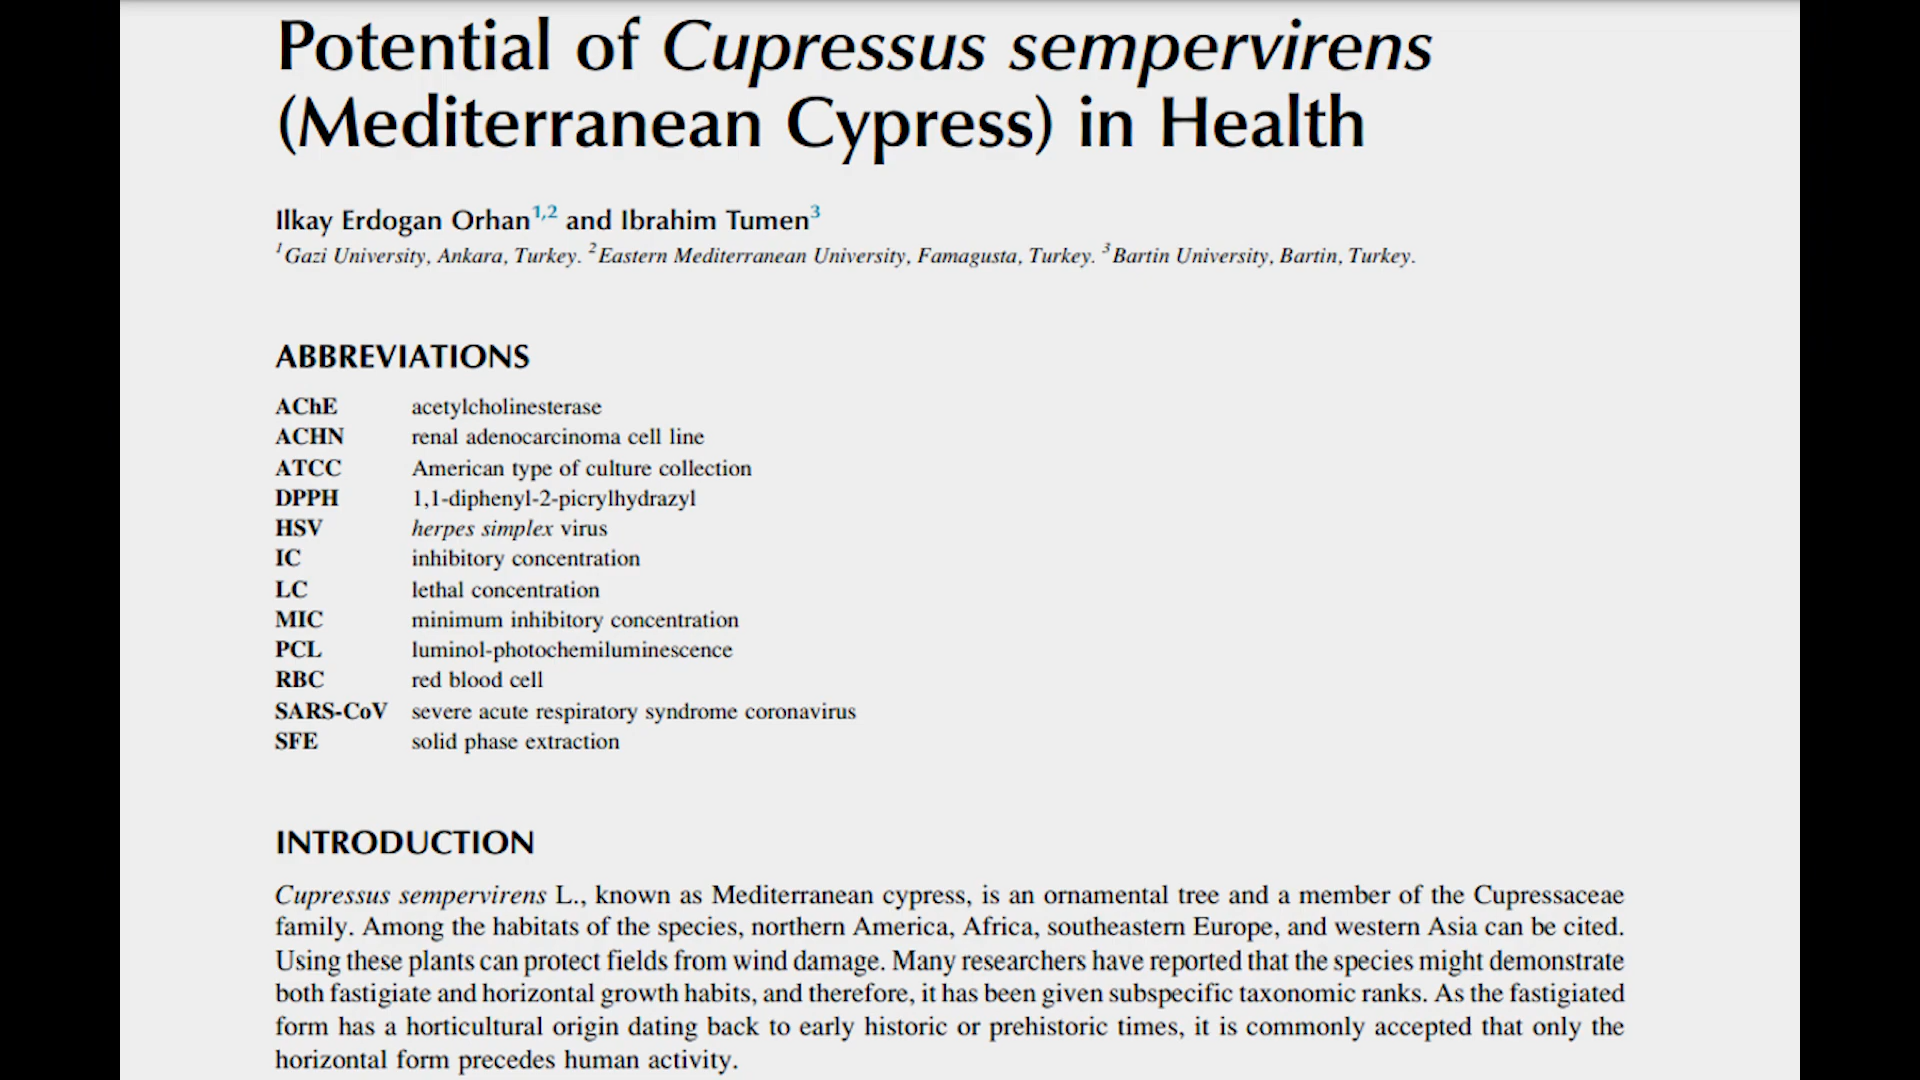 Potential of Cupressus sempervirens
(Mediterranean Cypress) in Health
Ilkay Erdogan Orhan1,2 and Ibrahim Tumen3
1Gazi University, Ankara, Turkey. 2Eastern Mediterranean University, Famagusta, Turkey. 3Bartin University, Bartin, Turkey.
ABBREVIATIONS
AChE acetylcholinesterase
ACHN renal adenocarcinoma cell line
ATCC American type of culture collection
DPPH 1,1-diphenyl-2-picrylhydrazyl
HSV herpes simplex virus
IC inhibitory concentration
LC lethal concentration
MIC minimum inhibitory concentration
PCL luminol-photochemiluminescence
RBC red blood cell
SARS-CoV severe acute respiratory syndrome coronavirus
SFE solid phase extraction
INTRODUCTION
Cupressus sempervirens L., known as Mediterranean cypress, is an ornamental tree and a member of the Cupressaceae
family. Among the habitats of the species, northern America, Africa, southeastern Europe, and western Asia can be cited.
Using these plants can protect fields from wind damage. Many researchers have reported that the species might demonstrate
both fastigiate and horizontal growth habits, and therefore, it has been given subspecific taxonomic ranks. As the fastigiated
form has a horticultural origin dating back to early historic or prehistoric times, it is commonly accepted that only the
horizontal form precedes human activity.